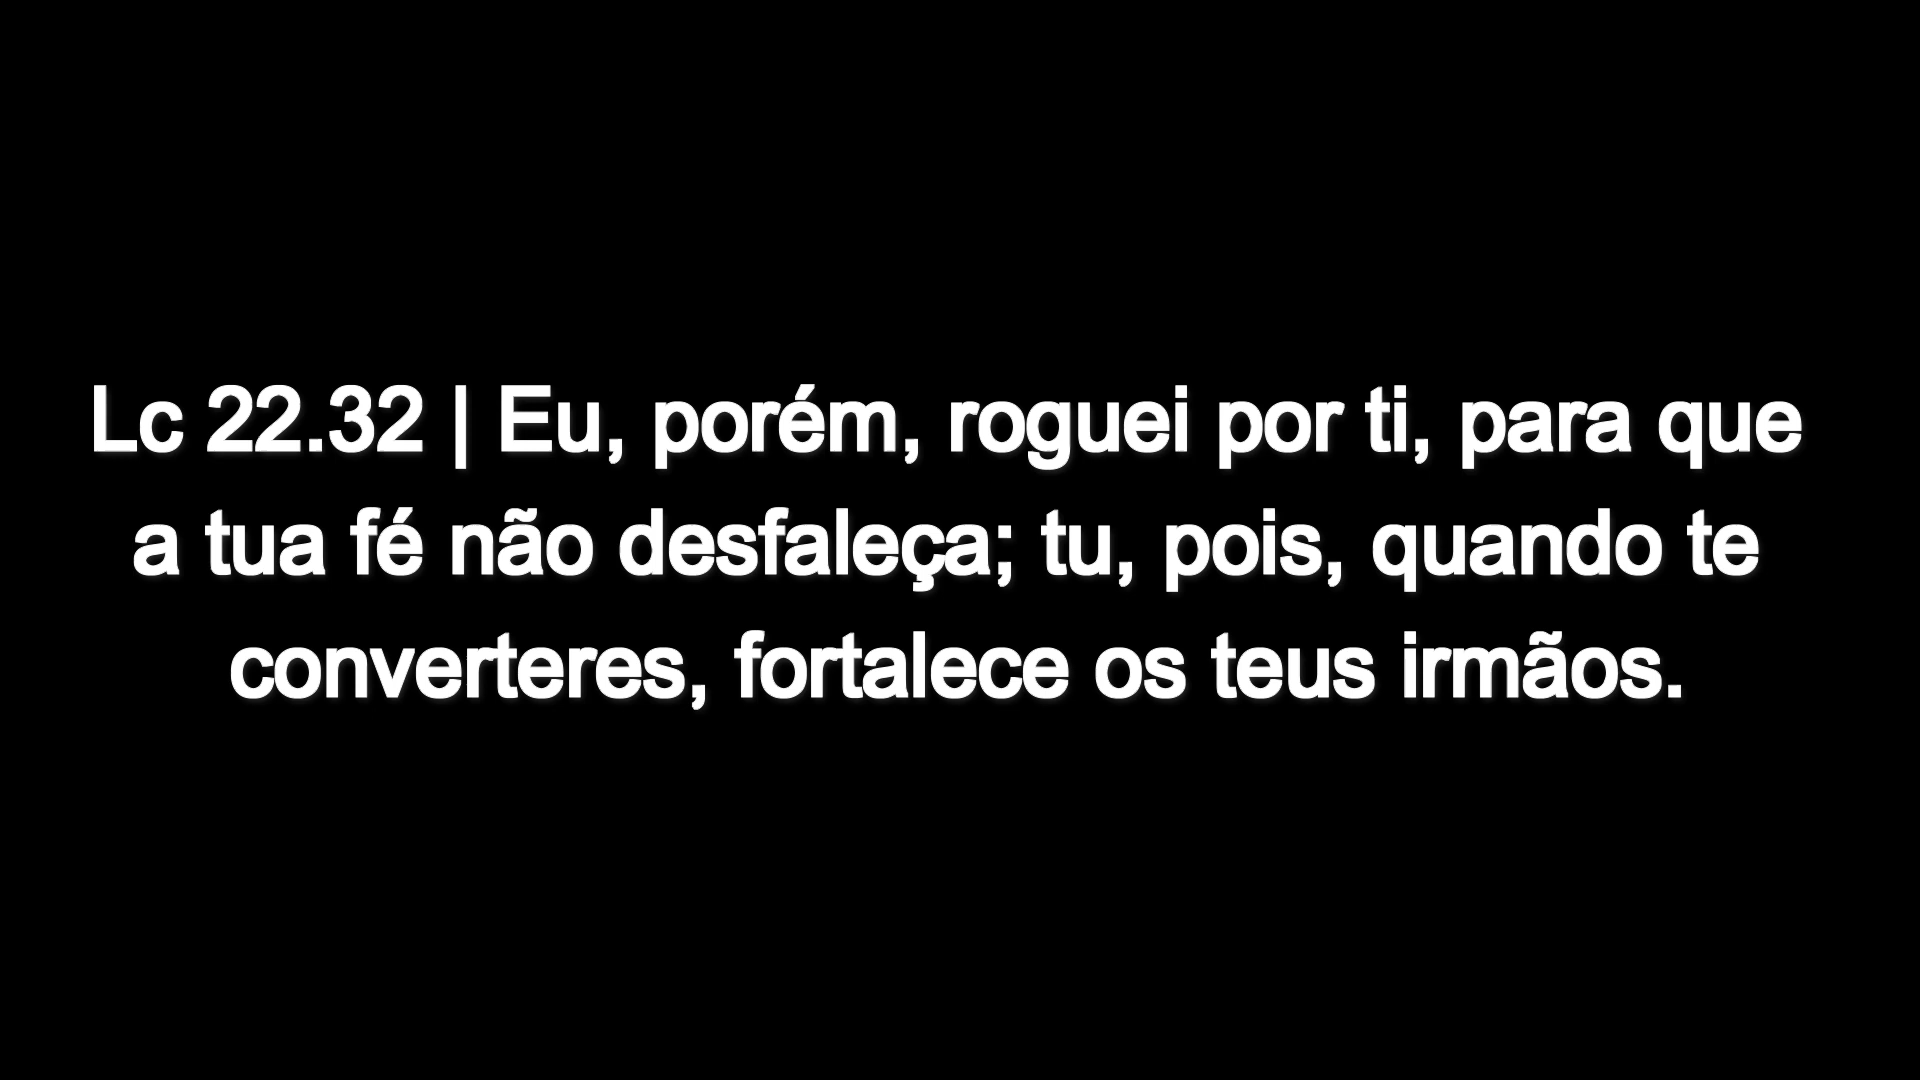 Lc 22.32 | Eu, porém, roguei por ti, para que
a tua fé não desfaleça; tu, pois, quando te
converteres, fortalece os teus irmãos.